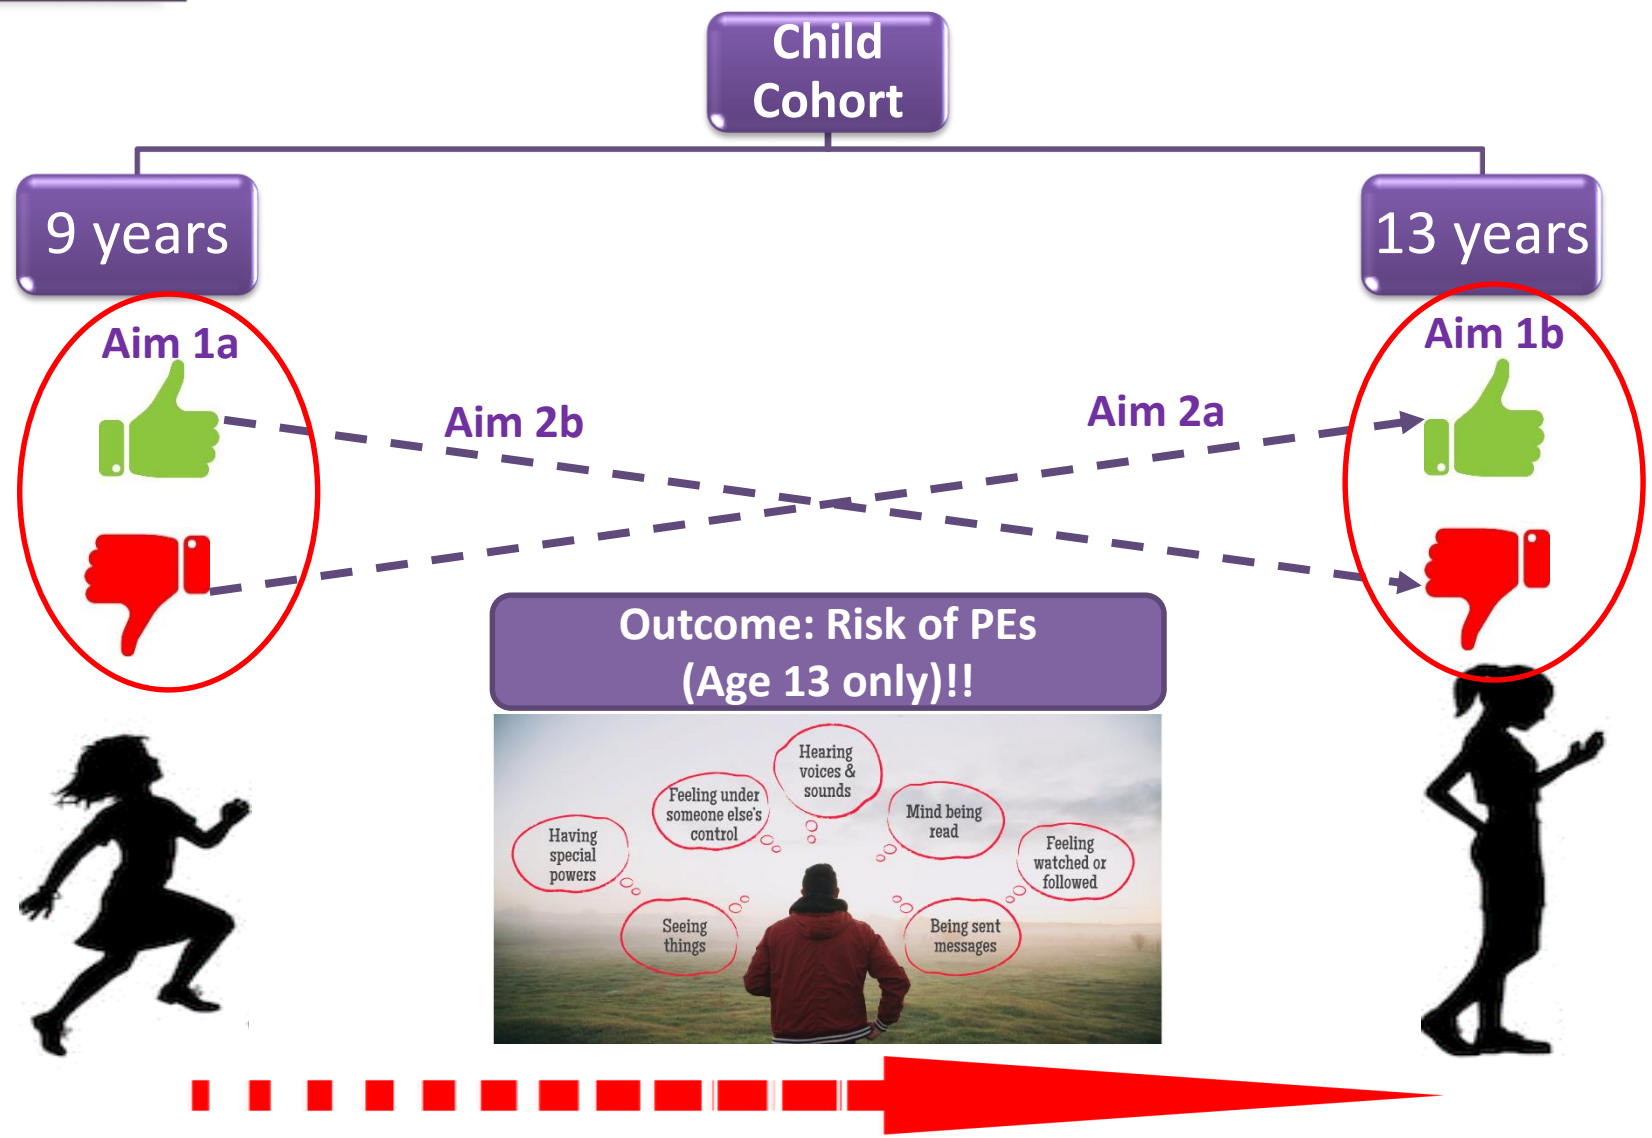 Child
Cohort
9 years
13 years
Aim 1a
Aim 1b
Aim 2b
Aim 2a
Outcome: Risk of PEs
(Age 13 only)!!
Hearing
voices &
sounds
Feeling under
someone else's
control
Mind being
read
Having
special
powers
Feeling
watched or
followed
Seeing
things
Being sent
messages